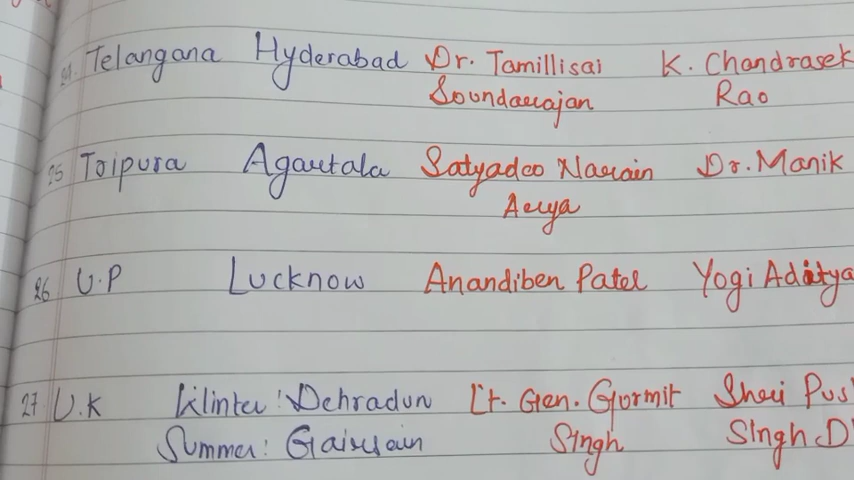 24. Telangana Hyderabad Dr. Tamillisai K. Chandrasek
Soundararajan Rao
25 Tripura Agartala Satyadeo Narain Dr. Manik
Arya
26 U.P Lucknow Anandiben Patel Yogi Aditya
27 U.K Winter: Dehradun Lt. Gen. Gurmit Shri Pus
Summer: Gairsain Singh Singh D